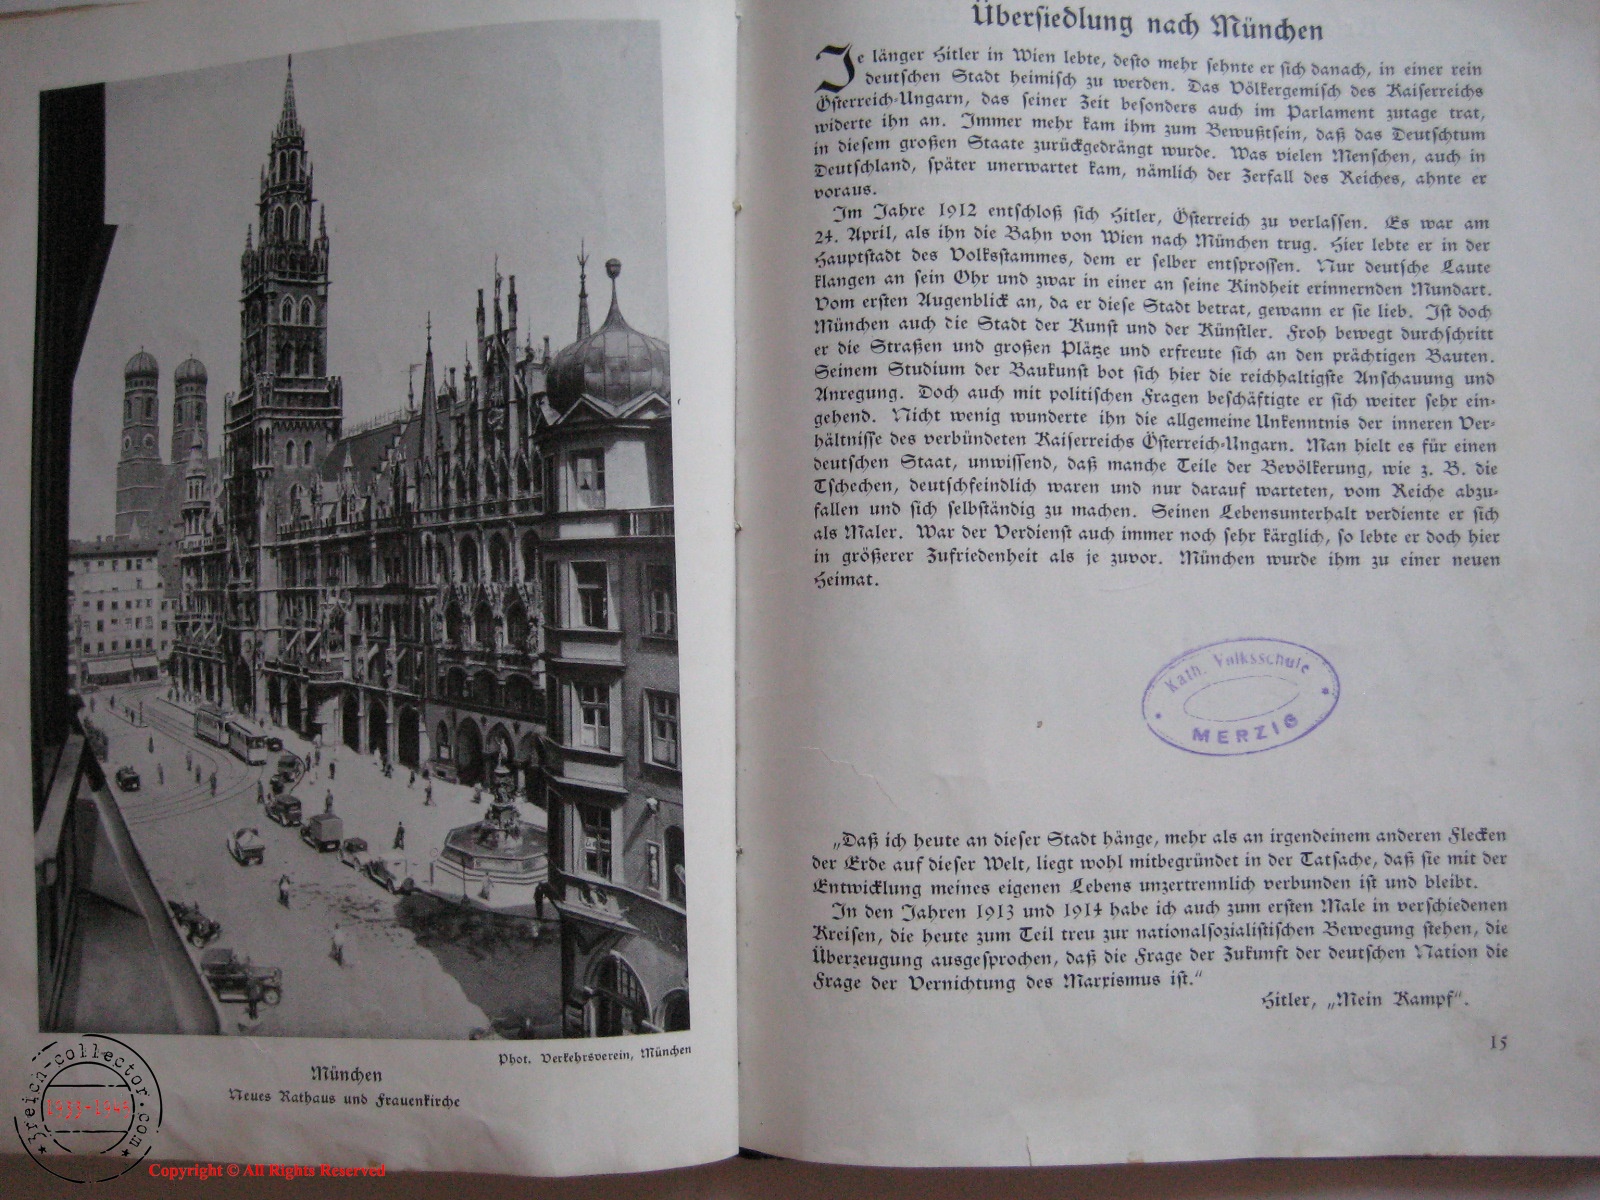 Phot. Verkehrsverein, München
München
Neues Rathaus und Frauenkirche
3reich-collector.com
1933-1945
Copyright © All Rights Reserved
Übersiedlung nach München
Je länger Hitler in Wien lebte, desto mehr sehnte er sich danach, in einer rein
deutschen Stadt heimisch zu werden. Das Völkergemisch des Kaiserreichs
Österreich-Ungarn, das seiner Zeit besonders auch im Parlament zutage trat,
widerte ihn an. Immer mehr kam ihm zum Bewußtsein, daß das Deutschtum
in diesem großen Staate zurückgedrängt wurde. Was vielen Menschen, auch in
Deutschland, später unerwartet kam, nämlich der Zerfall des Reiches, ahnte er
voraus.
Im Jahre 1912 entschloß sich Hitler, Österreich zu verlassen. Es war am
24. April, als ihn die Bahn von Wien nach München trug. Hier lebte er in der
Hauptstadt des Volksstammes, dem er selber entsprossen. Nur deutsche Laute
klangen an sein Ohr und zwar in einer an seine Kindheit erinnernden Mundart.
Vom ersten Augenblick an, da er diese Stadt betrat, gewann er sie lieb. Ist doch
München auch die Stadt der Kunst und der Künstler. Froh bewegt durchschritt
er die Straßen und großen Plätze und erfreute sich an den prächtigen Bauten.
Seinem Studium der Baukunst bot sich hier die reichhaltigste Anschauung und
Anregung. Doch auch mit politischen Fragen beschäftigte er sich weiter sehr ein-
gehend. Nicht wenig wunderte ihn die allgemeine Unkenntnis der inneren Ver-
hältnisse des verbündeten Kaiserreichs Österreich-Ungarn. Man hielt es für einen
deutschen Staat, unwissend, daß manche Teile der Bevölkerung, wie z. B. die
Tschechen, deutschfeindlich waren und nur darauf warteten, vom Reiche abzu-
fallen und sich selbständig zu machen. Seinen Lebensunterhalt verdiente er sich
als Maler. War der Verdienst auch immer noch sehr kärglich, so lebte er doch hier
in größerer Zufriedenheit als je zuvor. München wurde ihm zu einer neuen
Heimat.
Kath. Volksschule
MERZIG
„Daß ich heute an dieser Stadt hänge, mehr als an irgendeinem anderen Flecken
der Erde auf dieser Welt, liegt wohl mitbegründet in der Tatsache, daß sie mit der
Entwicklung meines eigenen Lebens unzertrennlich verbunden ist und bleibt.
In den Jahren 1913 und 1914 habe ich auch zum ersten Male in verschiedenen
Kreisen, die heute zum Teil treu zur nationalsozialistischen Bewegung stehen, die
Überzeugung ausgesprochen, daß die Frage der Zukunft der deutschen Nation die
Frage der Vernichtung des Marxismus ist."
Hitler, „Mein Kampf".
15